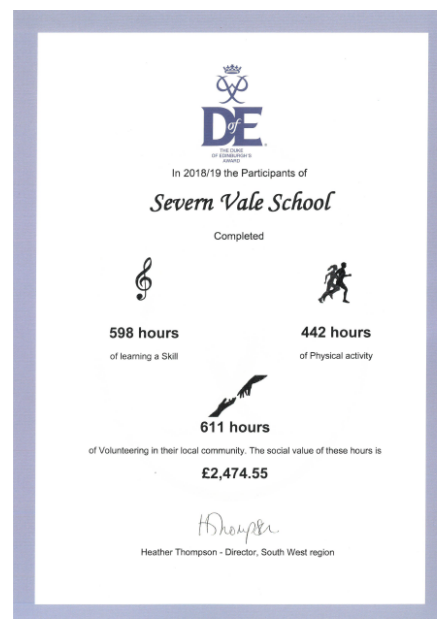 DofE
THE DUKE
OF EDINBURGH'S
AWARD
In 2018/19 the Participants of
Severn Vale School
Completed
598 hours
of learning a Skill
442 hours
of Physical activity
611 hours
of Volunteering in their local community. The social value of these hours is
£2,474.55
HThompson
Heather Thompson - Director, South West region